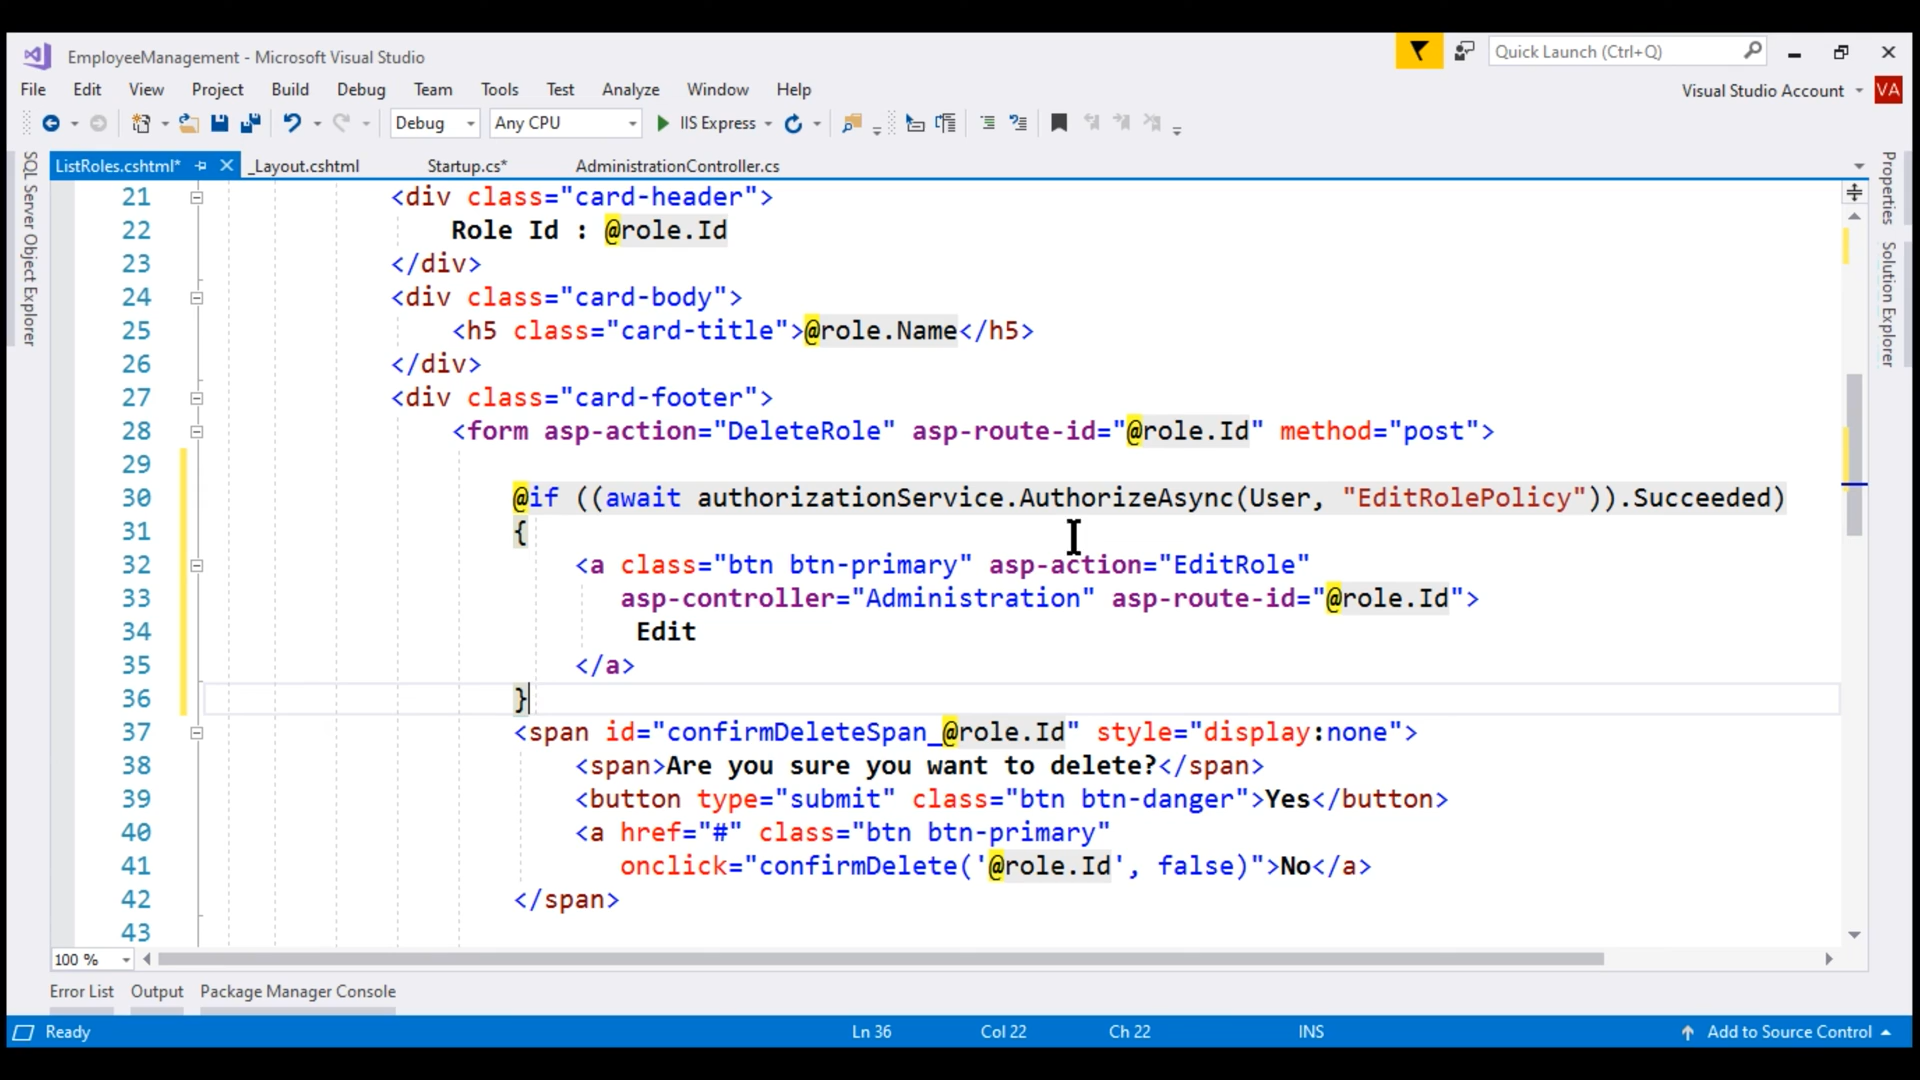 EmployeeManagement - Microsoft Visual Studio
Quick Launch (Ctrl+Q)
File Edit View Project Build Debug Team Tools Test Analyze Window Help
Visual Studio Account VA
Debug Any CPU IIS Express
ListRoles.cshtml* _Layout.cshtml Startup.cs* AdministrationController.cs
SQL Server Object Explorer
Properties
Solution Explorer
21 <div class="card-header">
22 Role Id : @role.Id
23 </div>
24 <div class="card-body">
25 <h5 class="card-title">@role.Name</h5>
26 </div>
27 <div class="card-footer">
28 <form asp-action="DeleteRole" asp-route-id="@role.Id" method="post">
29
30 @if ((await authorizationService.AuthorizeAsync(User, "EditRolePolicy")).Succeeded)
31 {
32 <a class="btn btn-primary" asp-action="EditRole"
33 asp-controller="Administration" asp-route-id="@role.Id">
34 Edit
35 </a>
36 }
37 <span id="confirmDeleteSpan_@role.Id" style="display:none">
38 <span>Are you sure you want to delete?</span>
39 <button type="submit" class="btn btn-danger">Yes</button>
40 <a href="#" class="btn btn-primary"
41 onclick="confirmDelete('@role.Id', false)">No</a>
42 </span>
43
100 %
Error List Output Package Manager Console
Ready Ln 36 Col 22 Ch 22 INS Add to Source Control